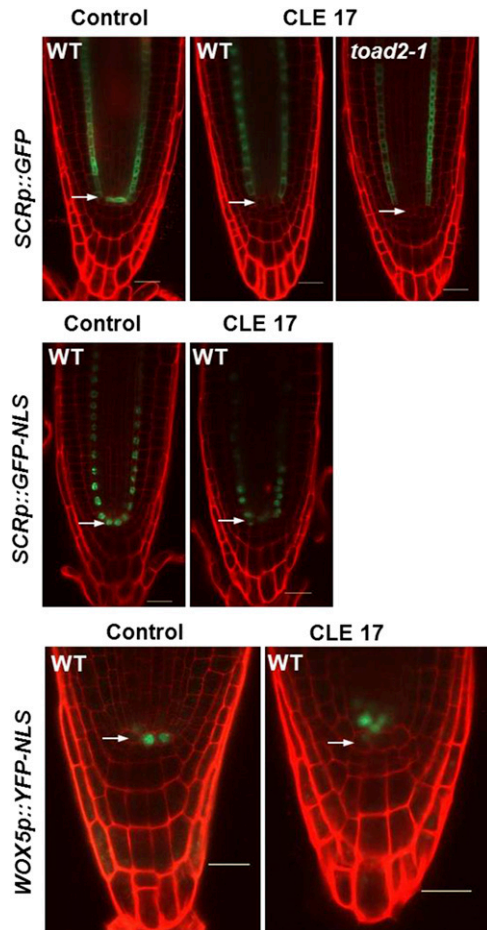 Control CLE 17
SCRp::GFP
WT WT toad2-1
Control CLE 17
SCRp::GFP-NLS
WT WT
Control CLE 17
WOX5p::YFP-NLS
WT WT